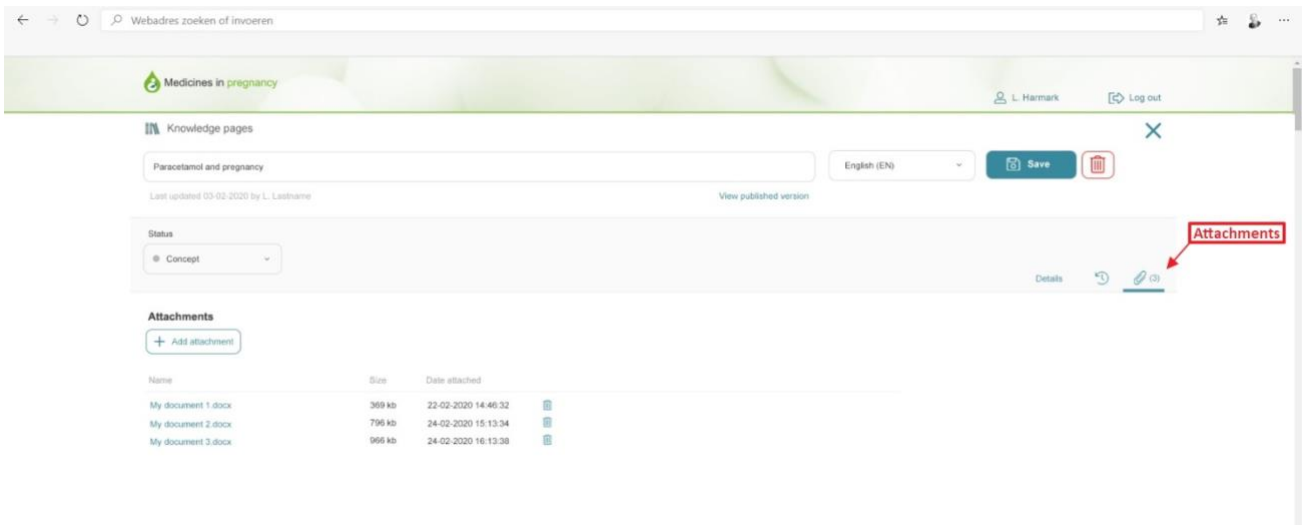 Webadres zoeken of invoeren
Medicines in pregnancy
L. Harmark Log out
Knowledge pages
Paracetamol and pregnancy English (EN) Save
Last updated 03-02-2020 by L. Lastname View published version
Status
Attachments
Concept
Details (3)
Attachments
Add attachment
Name Size Date attached
My document 1.docx 369 kb 22-02-2020 14:46:32
My document 2.docx 796 kb 24-02-2020 15:13:34
My document 3.docx 966 kb 24-02-2020 16:13:38